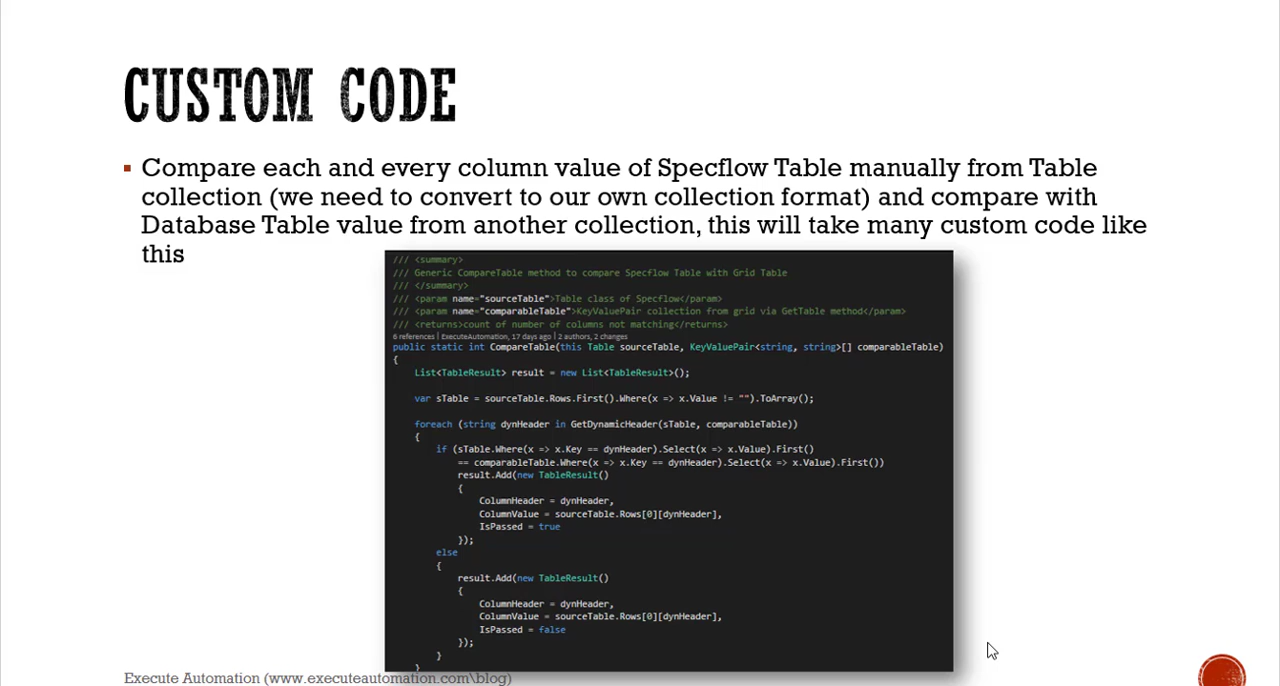 CUSTOM CODE
▪ Compare each and every column value of Specflow Table manually from Table
collection (we need to convert to our own collection format) and compare with
Database Table value from another collection, this will take many custom code like
this
/// <summary>
/// Generic CompareTable method to compare Specflow Table with Grid Table
/// </summary>
/// <param name="sourceTable">Table class of Specflow</param>
/// <param name="comparableTable">KeyValuePair collection from grid via GetTable method</param>
/// <returns>count of number of columns not matching</returns>
6 references | ExecuteAutomation, 17 days ago | 2 authors, 2 changes
public static int CompareTable(this Table sourceTable, KeyValuePair<string, string>[] comparableTable)
{
List<TableResult> result = new List<TableResult>();
var sTable = sourceTable.Rows.First().Where(x => x.Value != "").ToArray();
foreach (string dynHeader in GetDynamicHeader(sTable, comparableTable))
{
if (sTable.Where(x => x.Key == dynHeader).Select(x => x.Value).First()
== comparableTable.Where(x => x.Key == dynHeader).Select(x => x.Value).First())
result.Add(new TableResult()
{
ColumnHeader = dynHeader,
ColumnValue = sourceTable.Rows[0][dynHeader],
IsPassed = true
});
else
{
result.Add(new TableResult()
{
ColumnHeader = dynHeader,
ColumnValue = sourceTable.Rows[0][dynHeader],
IsPassed = false
});
}
}
Execute Automation (www.executeautomation.com\blog)